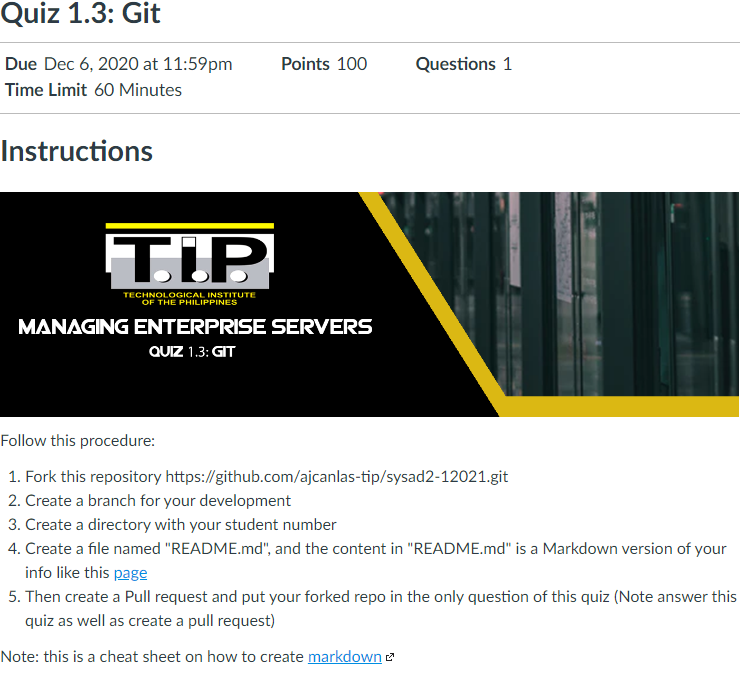 Quiz 1.3: Git
Due Dec 6, 2020 at 11:59pm Points 100 Questions 1
Time Limit 60 Minutes
Instructions
T.I.P.
TECHNOLOGICAL INSTITUTE
OF THE PHILIPPINES
MANAGING ENTERPRISE SERVERS
QUIZ 1.3: GIT
Follow this procedure:
1. Fork this repository https://github.com/ajcanlas-tip/sysad2-12021.git
2. Create a branch for your development
3. Create a directory with your student number
4. Create a file named "README.md", and the content in "README.md" is a Markdown version of your
info like this page
5. Then create a Pull request and put your forked repo in the only question of this quiz (Note answer this
quiz as well as create a pull request)
Note: this is a cheat sheet on how to create markdown